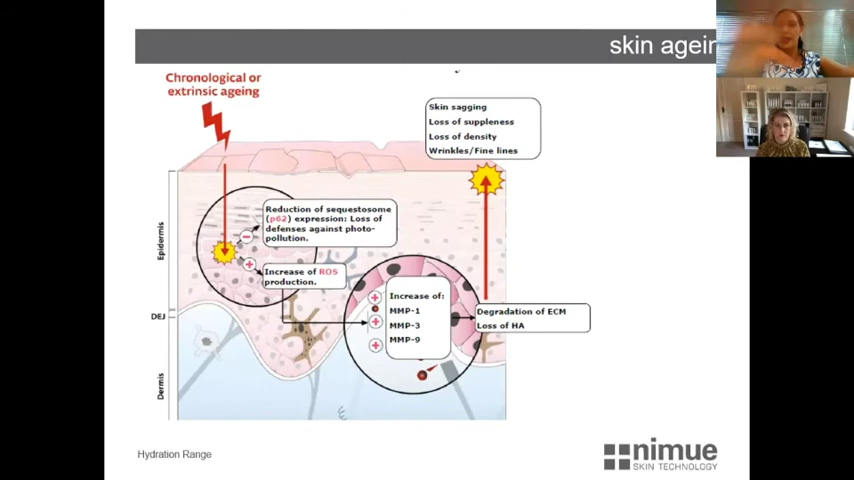 skin agein
Chronological or
extrinsic ageing
Skin sagging
Loss of suppleness
Loss of density
Wrinkles/Fine lines
Reduction of sequestosome
(p62) expression: Loss of
defenses against photo-
pollution.
Increase of ROS
production.
Increase of:
MMP-1
MMP-3
MMP-9
Degradation of ECM
Loss of HA
Epidermis
DEJ
Dermis
Hydration Range
nimue
SKIN TECHNOLOGY